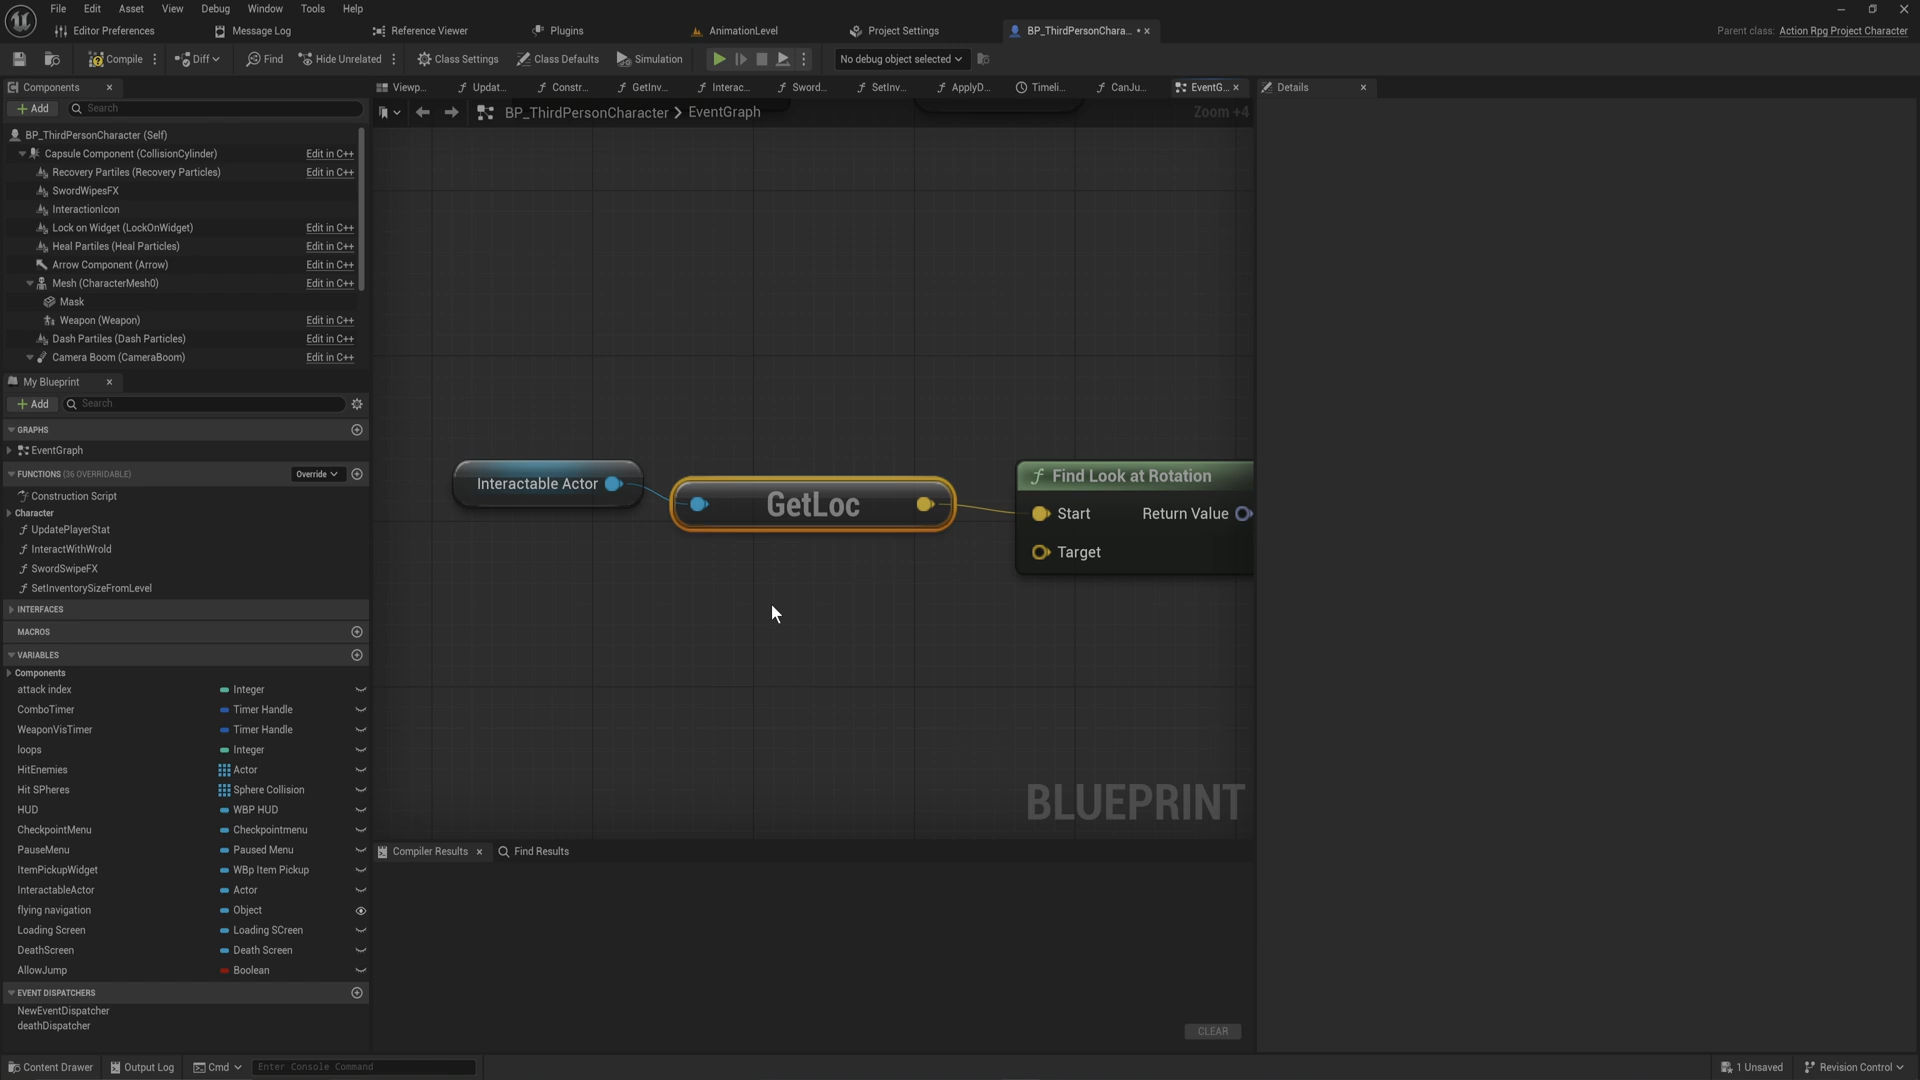 File Edit Asset View Debug Window Tools Help
Editor Preferences Message Log Reference Viewer Plugins AnimationLevel Project Settings BP_ThirdPersonChara... Parent class: Action Rpg Project Character
Compile Diff Find Hide Unrelated Class Settings Class Defaults Simulation No debug object selected
Components Viewp... Updat... Constr... GetInv... Interac... Sword... SetInv... ApplyD... Timeli... CanJu... EventG... Details
Add Search
BP_ThirdPersonCharacter > EventGraph Zoom +4
BP_ThirdPersonCharacter (Self)
Capsule Component (CollisionCylinder) Edit in C++
Recovery Partiles (Recovery Particles) Edit in C++
SwordWipesFX
InteractionIcon
Lock on Widget (LockOnWidget) Edit in C++
Heal Partiles (Heal Particles) Edit in C++
Arrow Component (Arrow) Edit in C++
Mesh (CharacterMesh0) Edit in C++
Mask
Weapon (Weapon) Edit in C++
Dash Partiles (Dash Particles) Edit in C++
Camera Boom (CameraBoom) Edit in C++
My Blueprint
Add Search
GRAPHS
EventGraph
FUNCTIONS (36 OVERRIDABLE) Override
Construction Script
Character
UpdatePlayerStat
InteractWithWrold
SwordSwipeFX
SetInventorySizeFromLevel
INTERFACES
MACROS
VARIABLES
Components
attack index Integer
ComboTimer Timer Handle
WeaponVisTimer Timer Handle
loops Integer
HitEnemies Actor
Hit SPheres Sphere Collision
HUD WBP HUD
CheckpointMenu Checkpointmenu
PauseMenu Paused Menu
ItemPickupWidget WBp Item Pickup
InteractableActor Actor
flying navigation Object
Loading Screen Loading SCreen
DeathScreen Death Screen
AllowJump Boolean
EVENT DISPATCHERS
NewEventDispatcher
deathDispatcher
Interactable Actor
GetLoc
Find Look at Rotation
Start Return Value
Target
BLUEPRINT
Compiler Results Find Results
CLEAR
Content Drawer Output Log Cmd Enter Console Command 1 Unsaved Revision Control